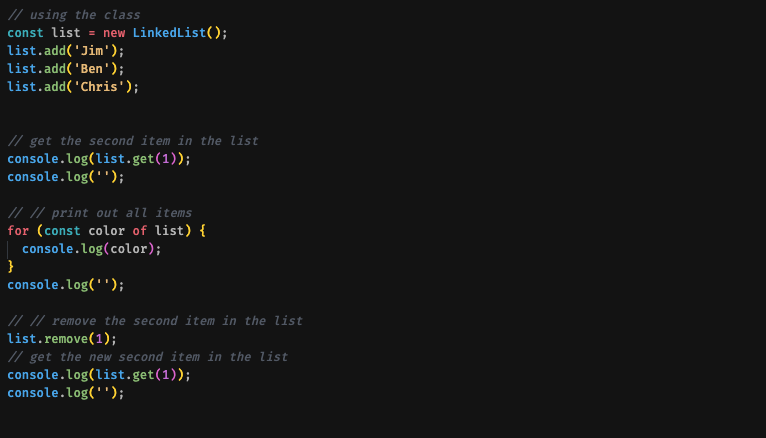 // using the class
const list = new LinkedList();
list.add('Jim');
list.add('Ben');
list.add('Chris');
// get the second item in the list
console.log(list.get(1));
console.log('');
// // print out all items
for (const color of list) {
console.log(color);
}
console.log('');
// // remove the second item in the list
list.remove(1);
// get the new second item in the list
console.log(list.get(1));
console.log('');